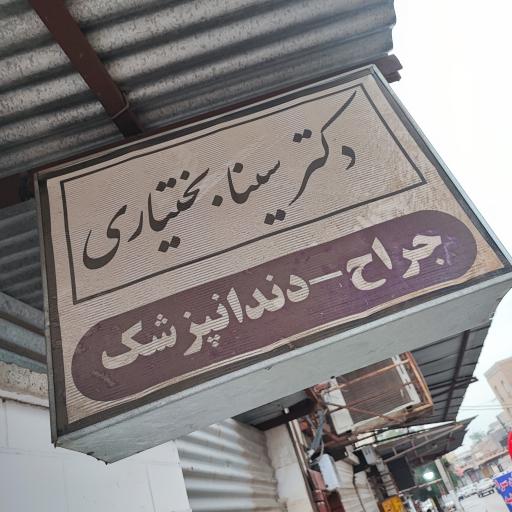 دکتر سینا بختیاری
جراح - دندانپزشک